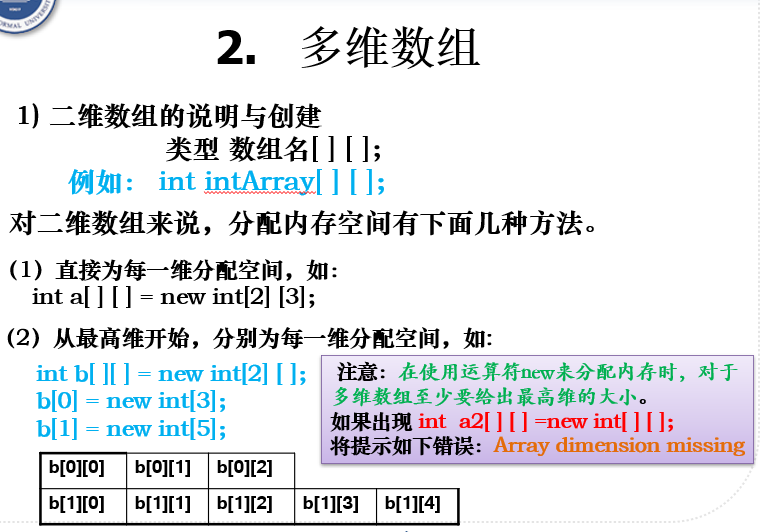 RMAL UNIVERSI
2. 多维数组
1) 二维数组的说明与创建
类型 数组名[ ] [ ];
例如： int intArray[ ] [ ];
对二维数组来说，分配内存空间有下面几种方法。
(1) 直接为每一维分配空间，如：
int a[ ] [ ] = new int[2] [3];
(2) 从最高维开始，分别为每一维分配空间，如:
int b[ ][ ] = new int[2] [ ];
b[0] = new int[3];
b[1] = new int[5];
注意：在使用运算符new来分配内存时，对于
多维数组至少要给出最高维的大小。
如果出现 int a2[ ] [ ] =new int[ ] [ ];
将提示如下错误：Array dimension missing
b[0][0] b[0][1] b[0][2]
b[1][0] b[1][1] b[1][2] b[1][3] b[1][4]